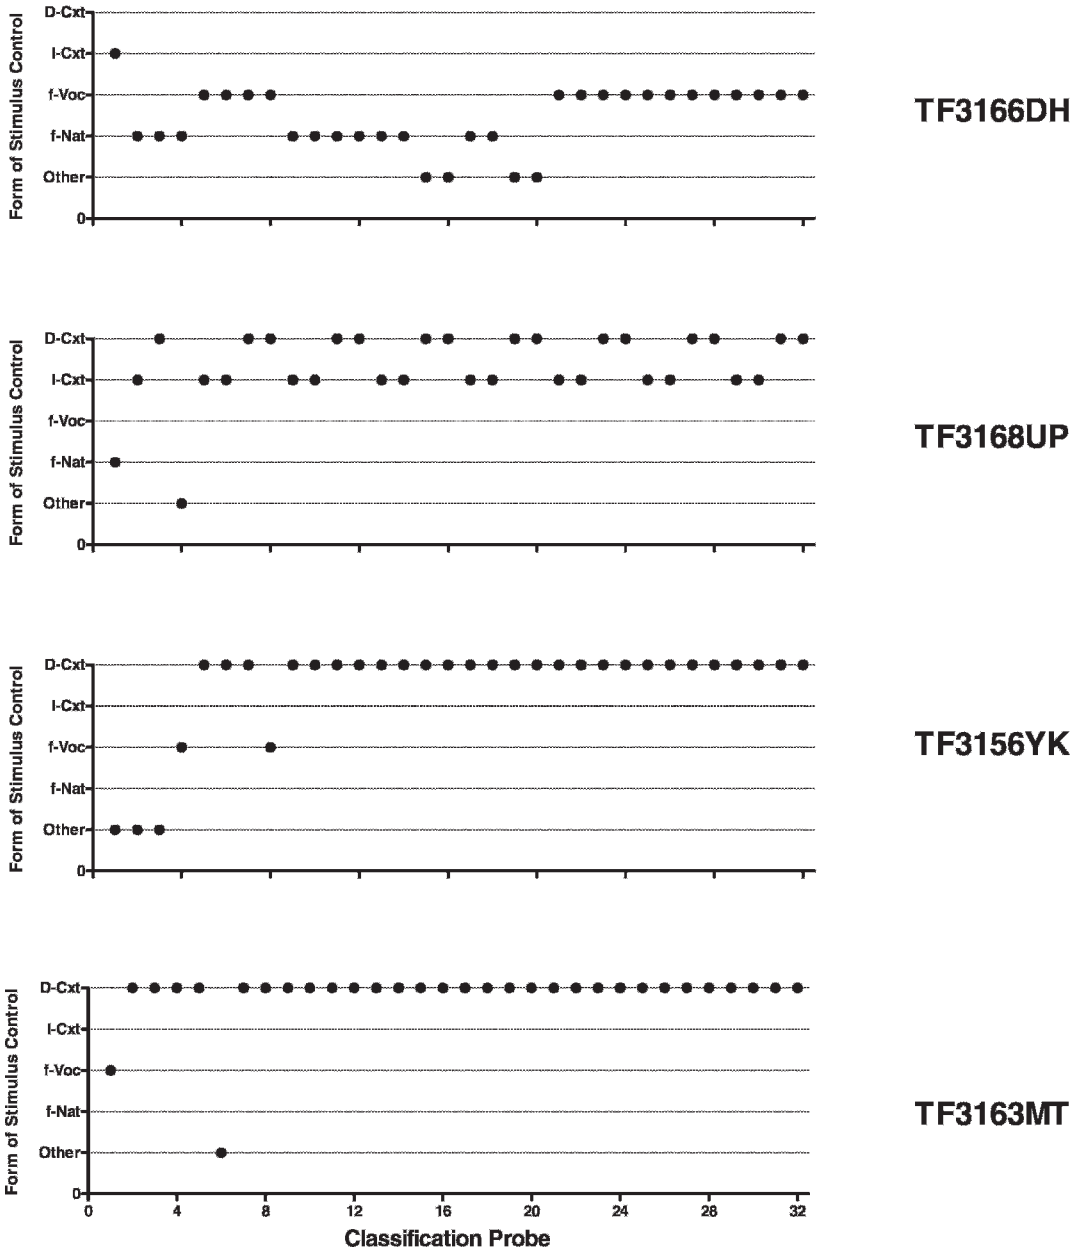 Form of Stimulus Control
D-Cxt
I-Cxt
f-Voc
f-Nat
Other
0
TF3166DH
Form of Stimulus Control
D-Cxt
I-Cxt
f-Voc
f-Nat
Other
0
TF3168UP
Form of Stimulus Control
D-Cxt
I-Cxt
f-Voc
f-Nat
Other
0
TF3156YK
Form of Stimulus Control
D-Cxt
I-Cxt
f-Voc
f-Nat
Other
0
TF3163MT
0 4 8 12 16 20 24 28 32
Classification Probe